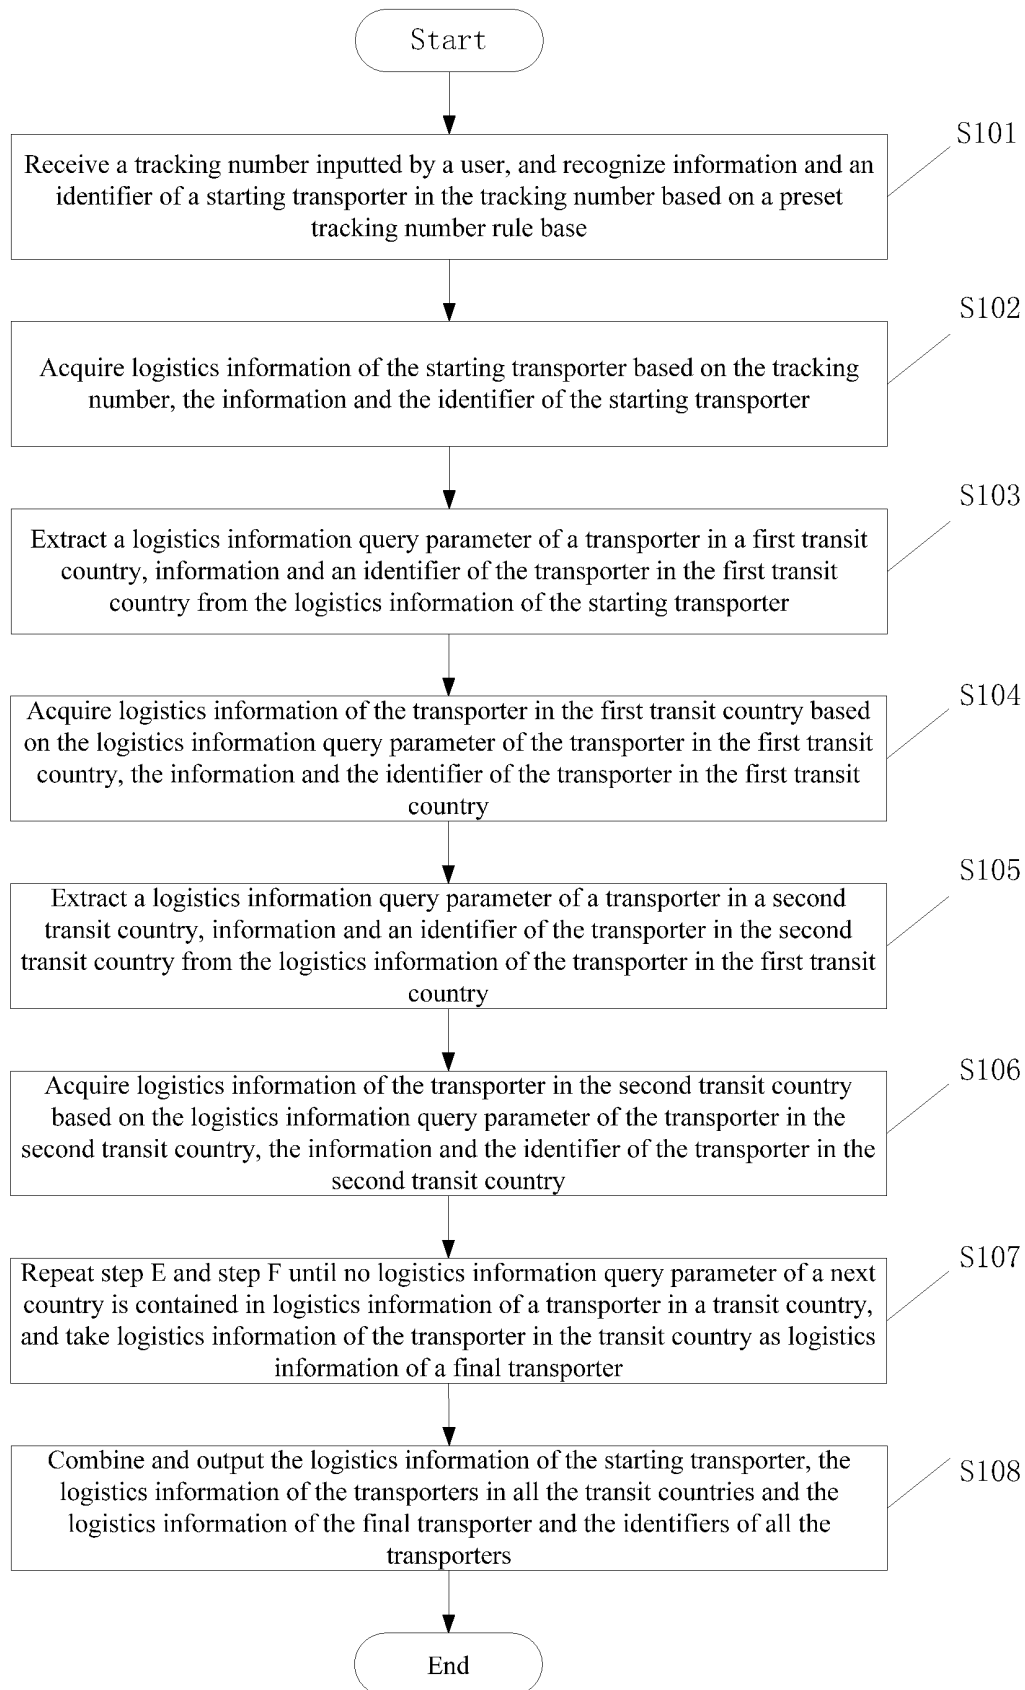 Start
S101
Receive a tracking number inputted by a user, and recognize information and an
identifier of a starting transporter in the tracking number based on a preset
tracking number rule base
S102
Acquire logistics information of the starting transporter based on the tracking
number, the information and the identifier of the starting transporter
S103
Extract a logistics information query parameter of a transporter in a first transit
country, information and an identifier of the transporter in the first transit
country from the logistics information of the starting transporter
S104
Acquire logistics information of the transporter in the first transit country based
on the logistics information query parameter of the transporter in the first transit
country, the information and the identifier of the transporter in the first transit
country
S105
Extract a logistics information query parameter of a transporter in a second
transit country, information and an identifier of the transporter in the second
transit country from the logistics information of the transporter in the first transit
country
S106
Acquire logistics information of the transporter in the second transit country
based on the logistics information query parameter of the transporter in the
second transit country, the information and the identifier of the transporter in the
second transit country
S107
Repeat step E and step F until no logistics information query parameter of a next
country is contained in logistics information of a transporter in a transit country,
and take logistics information of the transporter in the transit country as logistics
information of a final transporter
S108
Combine and output the logistics information of the starting transporter, the
logistics information of the transporters in all the transit countries and the
logistics information of the final transporter and the identifiers of all the
transporters
End